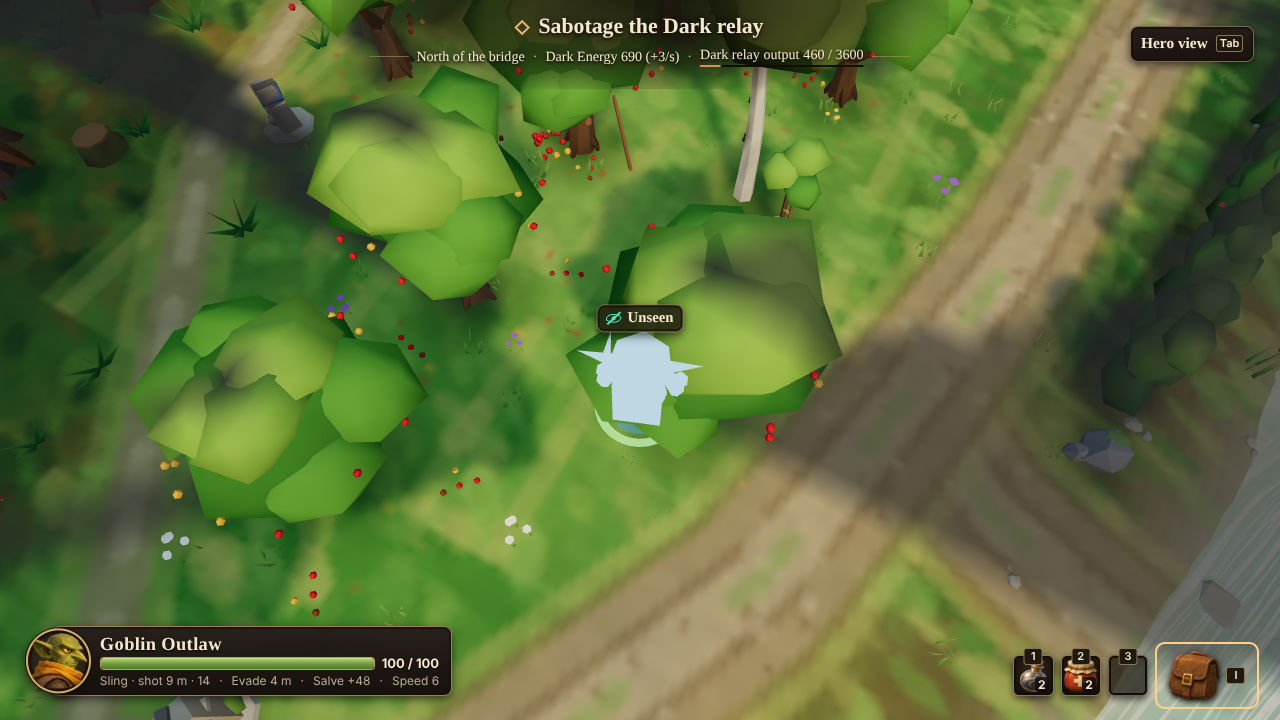 Sabotage the Dark relay
North of the bridge · Dark Energy 690 (+3/s) · Dark relay output 460 / 3600
Hero view Tab
Unseen
Goblin Outlaw
100 / 100
Sling · shot 9 m · 14 · Evade 4 m · Salve +48 · Speed 6
1 2 3
2 2 I